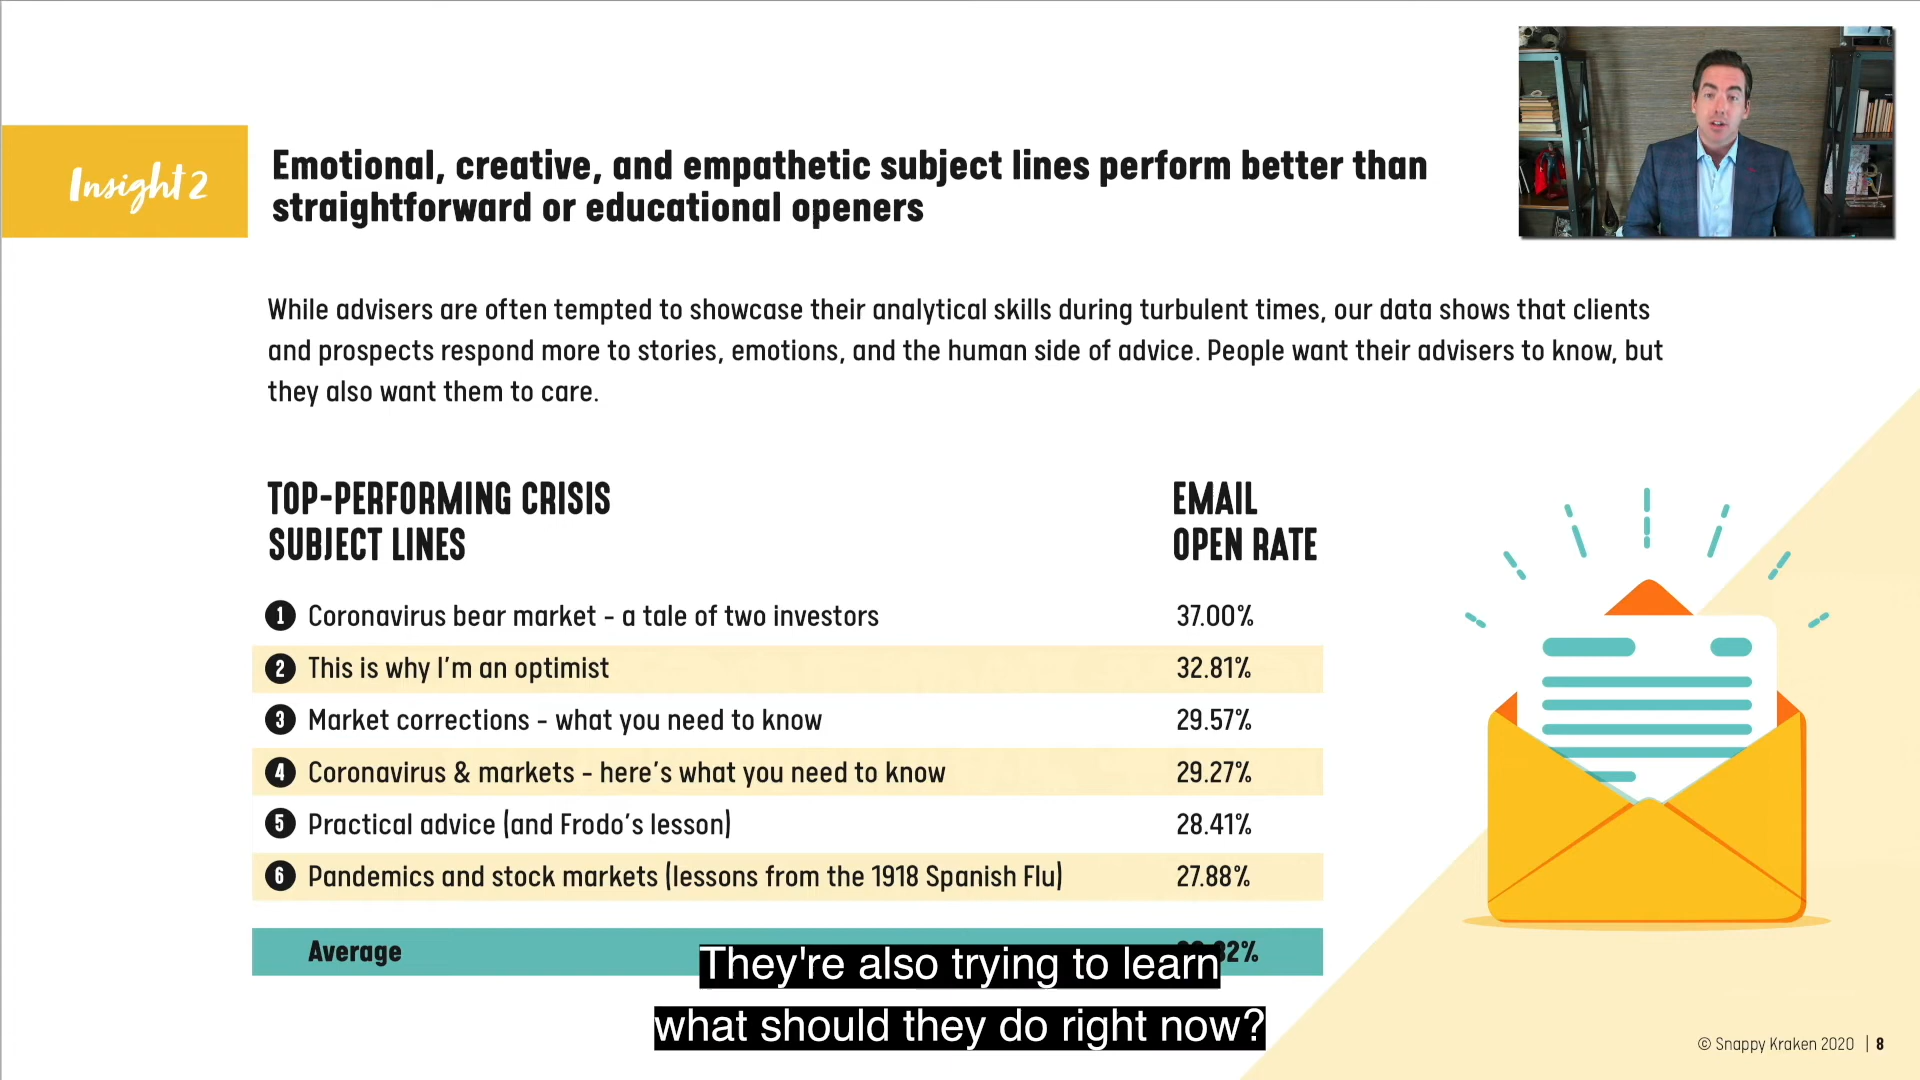 Insight 2
Emotional, creative, and empathetic subject lines perform better than
straightforward or educational openers
While advisers are often tempted to showcase their analytical skills during turbulent times, our data shows that clients
and prospects respond more to stories, emotions, and the human side of advice. People want their advisers to know, but
they also want them to care.
TOP-PERFORMING CRISIS
SUBJECT LINES
EMAIL
OPEN RATE
1 Coronavirus bear market - a tale of two investors 37.00%
2 This is why I'm an optimist 32.81%
3 Market corrections - what you need to know 29.57%
4 Coronavirus & markets - here's what you need to know 29.27%
5 Practical advice (and Frodo's lesson) 28.41%
6 Pandemics and stock markets (lessons from the 1918 Spanish Flu) 27.88%
Average
They're also trying to learn
what should they do right now?
© Snappy Kraken 2020 | 8